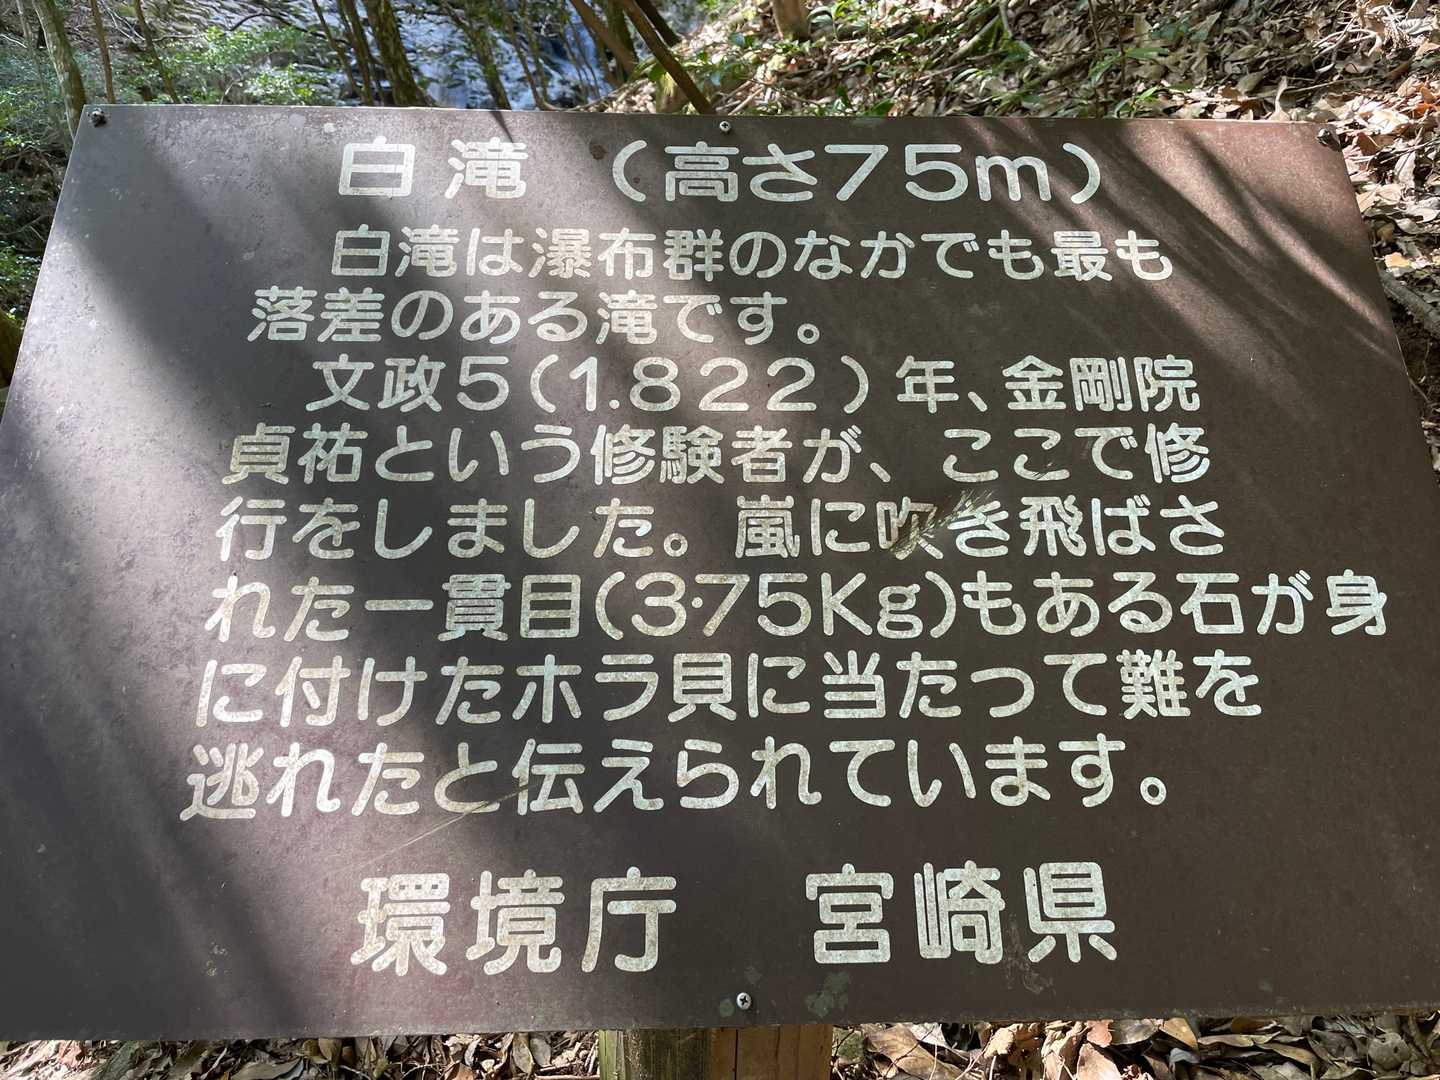 白滝 （高さ75m）
白滝は瀑布群のなかでも最も
落差のある滝です。
文政5(1.822)年、金剛院
貞祐という修験者が、ここで修
行をしました。嵐に吹き飛ばさ
れた一貫目(3･75Kg)もある石が身
に付けたホラ貝に当たって難を
逃れたと伝えられています。
環境庁 宮崎県